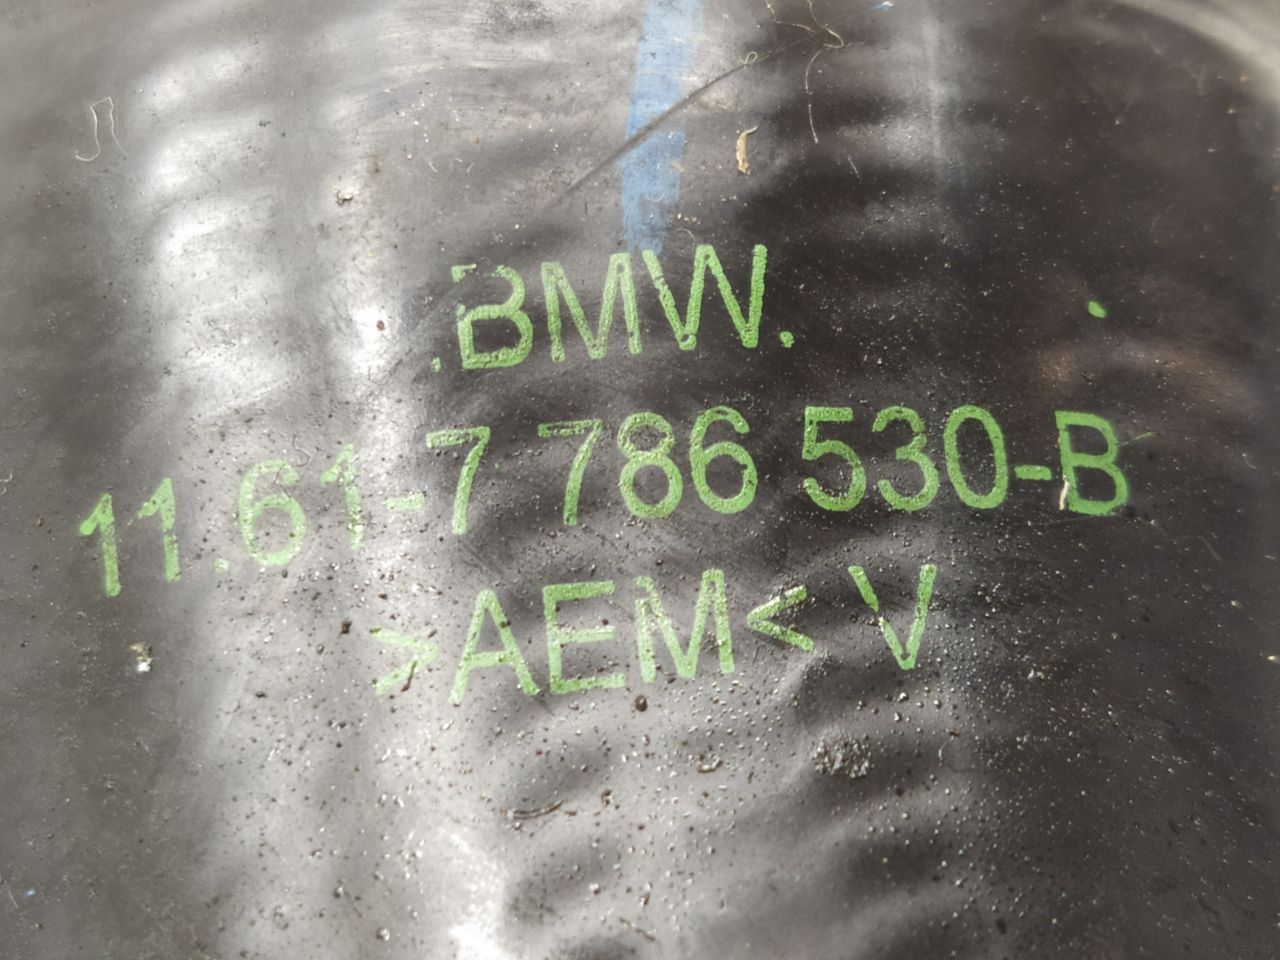 .BMW.
11.61-7 786 530-B
>AEM< V